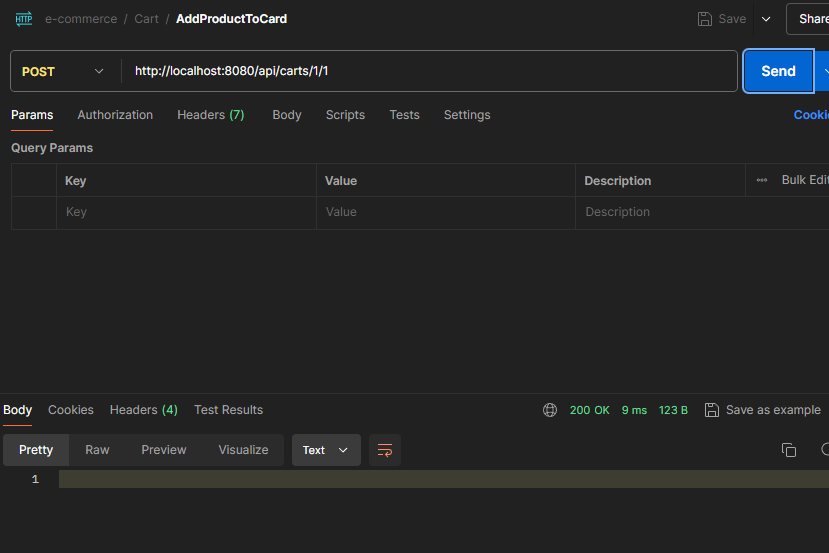 HTTP e-commerce / Cart / AddProductToCard Save Share
POST http://localhost:8080/api/carts/1/1 Send
Params Authorization Headers (7) Body Scripts Tests Settings Cookie
Query Params
Key Value Description Bulk Edit
Key Value Description
Body Cookies Headers (4) Test Results 200 OK 9 ms 123 B Save as example
Pretty Raw Preview Visualize Text
1